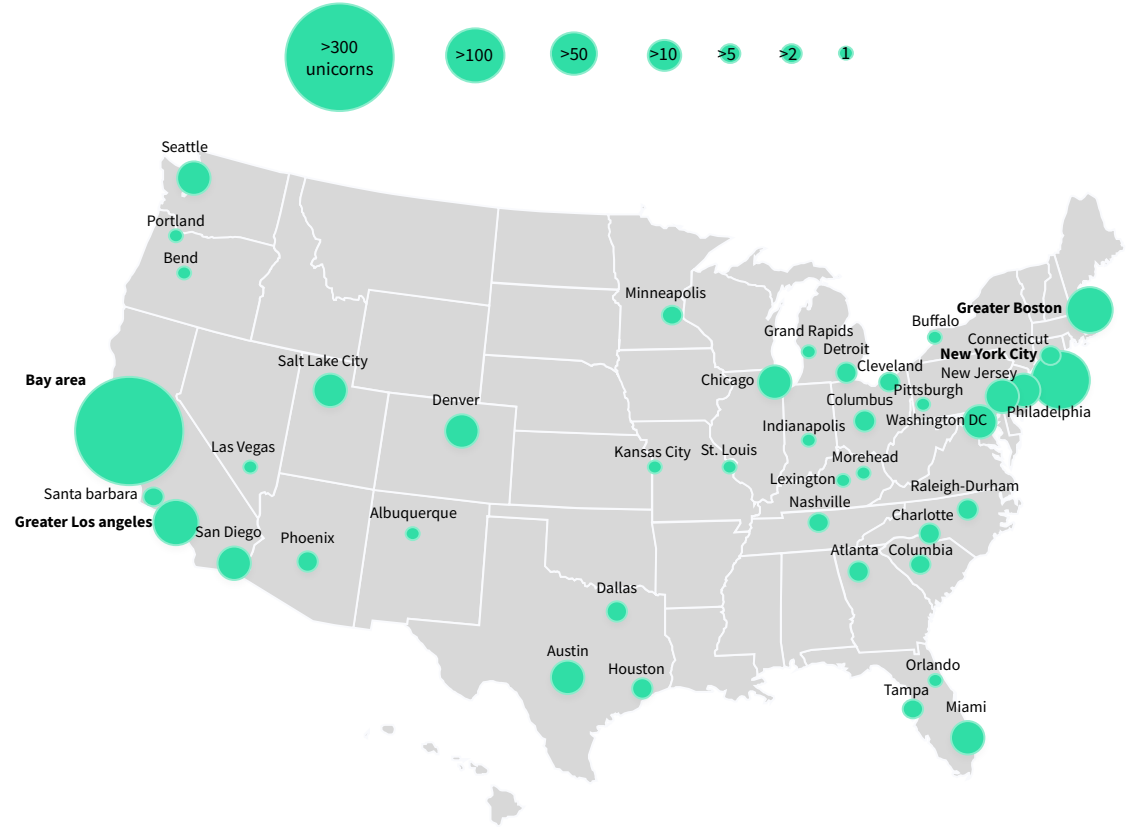 >300
unicorns
>100
>50
>10
>5
>2
1
Seattle
Portland
Bend
Minneapolis
Greater Boston
Buffalo
Grand Rapids
Connecticut
Detroit
New York City
Salt Lake City
Cleveland
New Jersey
Bay area
Chicago
Pittsburgh
Denver
Columbus
Philadelphia
Washington DC
Indianapolis
Las Vegas
Kansas City
St. Louis
Morehead
Lexington
Raleigh-Durham
Santa barbara
Nashville
Albuquerque
Charlotte
Greater Los angeles
San Diego
Phoenix
Atlanta
Columbia
Dallas
Austin
Orlando
Houston
Tampa
Miami